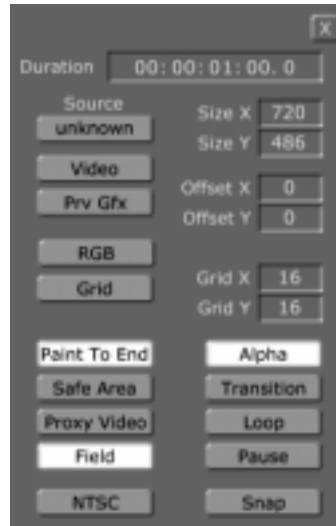 X
Duration 00:00:01:00.0
Source
unknown
Size X 720
Size Y 486
Video
Prv Gfx
Offset X 0
Offset Y 0
RGB
Grid
Grid X 16
Grid Y 16
Paint To End Alpha
Safe Area Transition
Proxy Video Loop
Field Pause
NTSC Snap